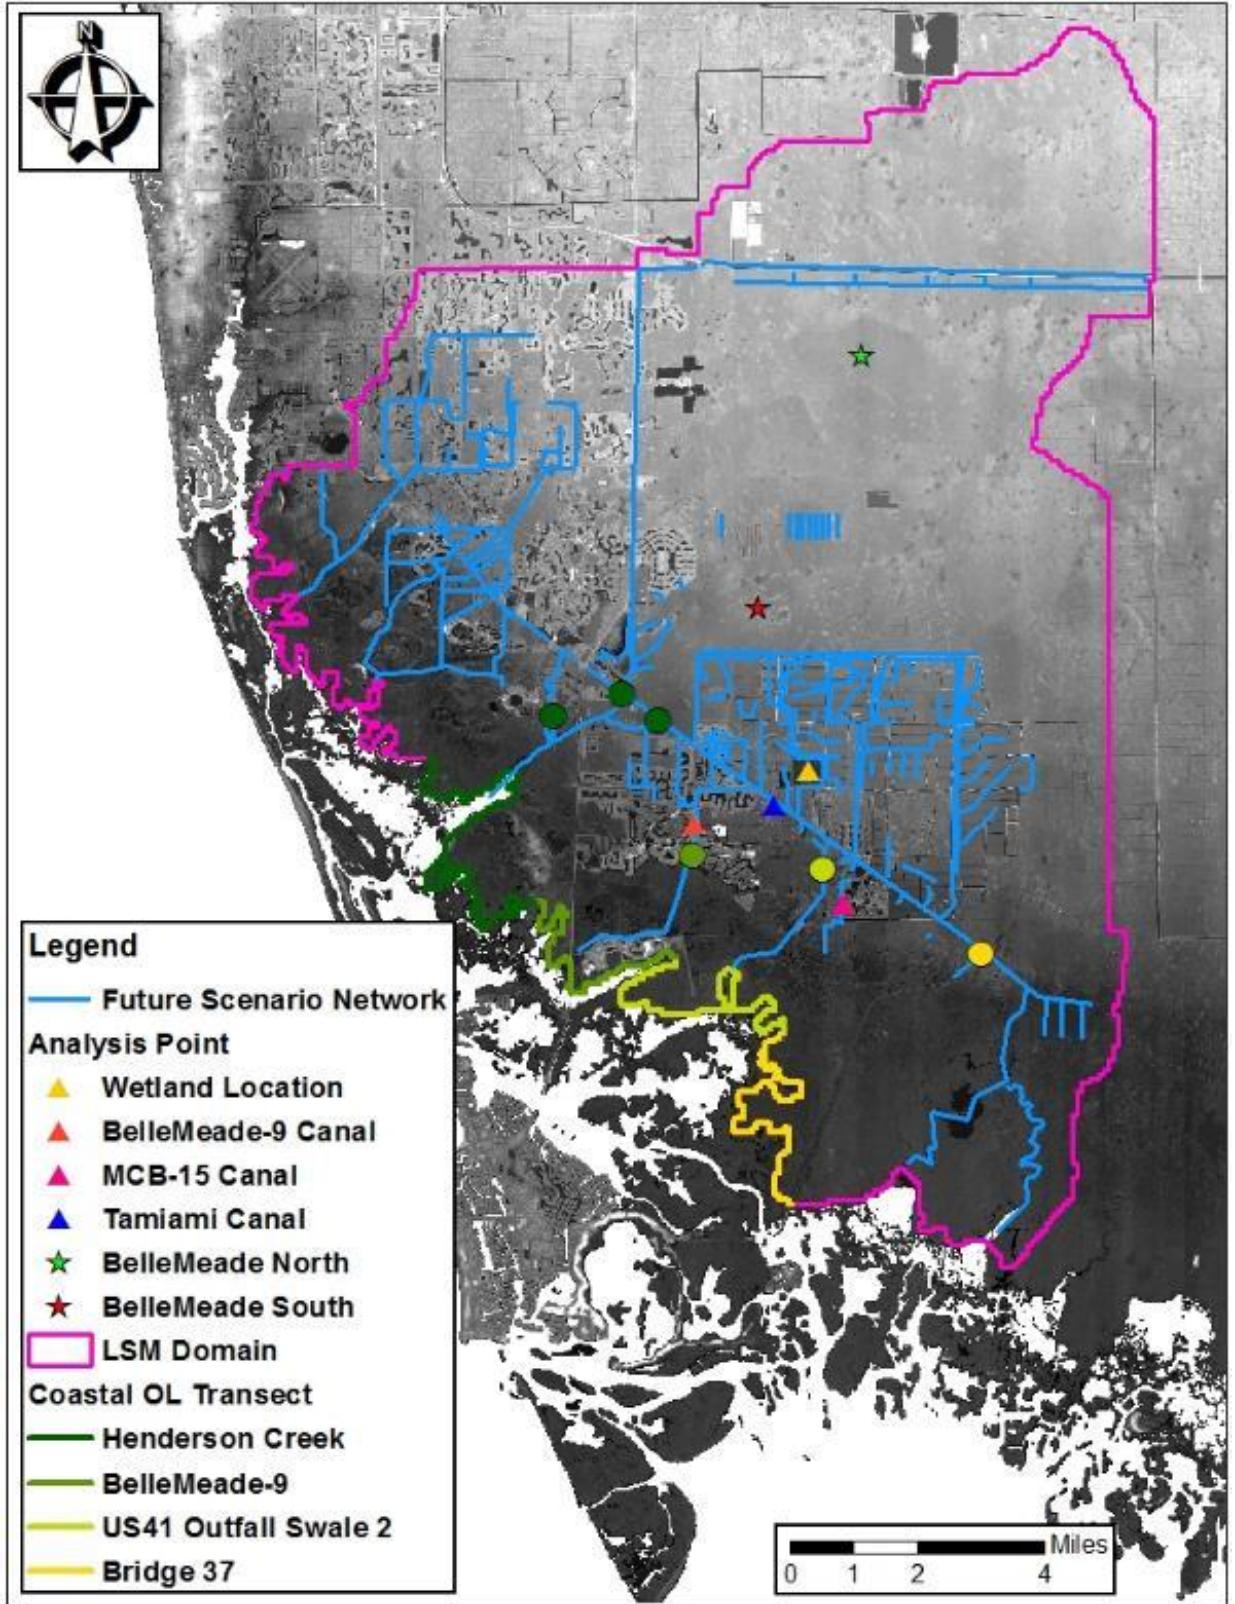 N
Legend
Future Scenario Network
Analysis Point
Wetland Location
BelleMeade-9 Canal
MCB-15 Canal
Tamiami Canal
BelleMeade North
BelleMeade South
LSM Domain
Coastal OL Transect
Henderson Creek
BelleMeade-9
US41 Outfall Swale 2
Bridge 37
Miles
0 1 2 4